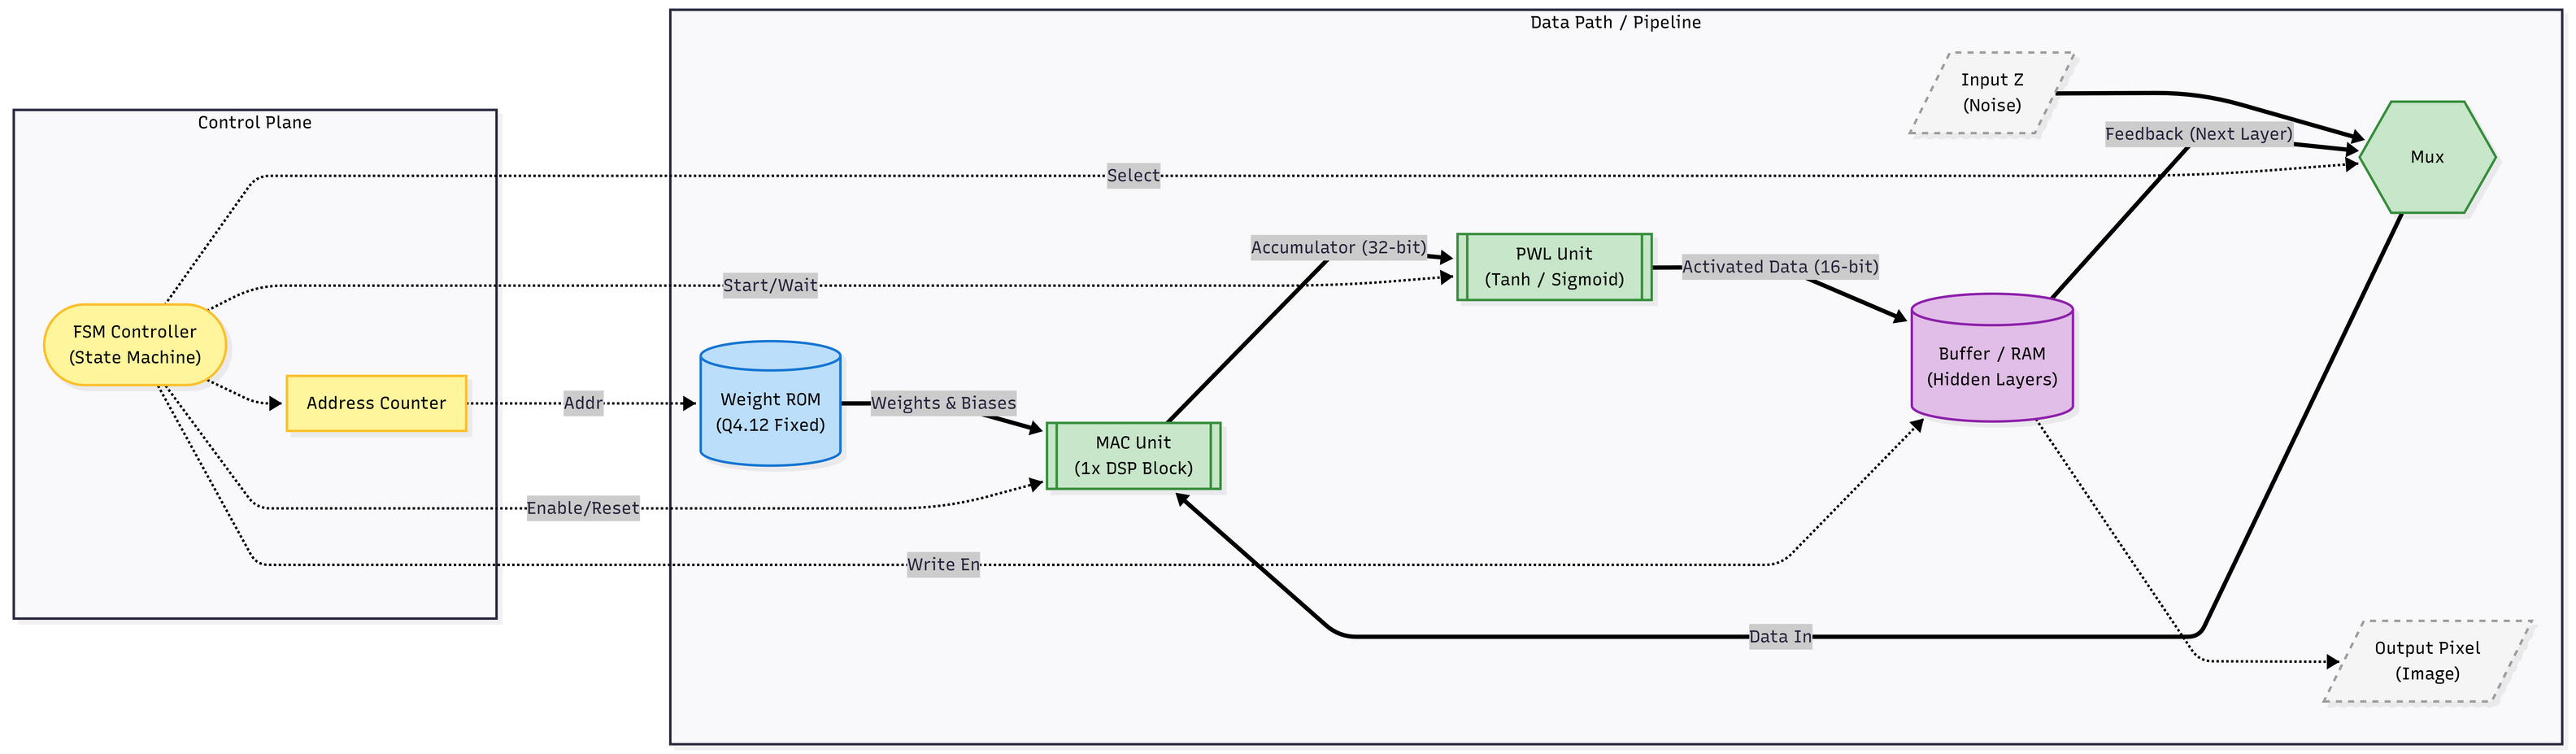 Data Path / Pipeline
Control Plane
Input Z
(Noise)
Feedback (Next Layer)
Mux
Select
Accumulator (32-bit)
PWL Unit
(Tanh / Sigmoid)
Activated Data (16-bit)
Start/Wait
FSM Controller
(State Machine)
Address Counter
Addr
Weight ROM
(Q4.12 Fixed)
Weights & Biases
MAC Unit
(1x DSP Block)
Buffer / RAM
(Hidden Layers)
Enable/Reset
Write En
Data In
Output Pixel
(Image)